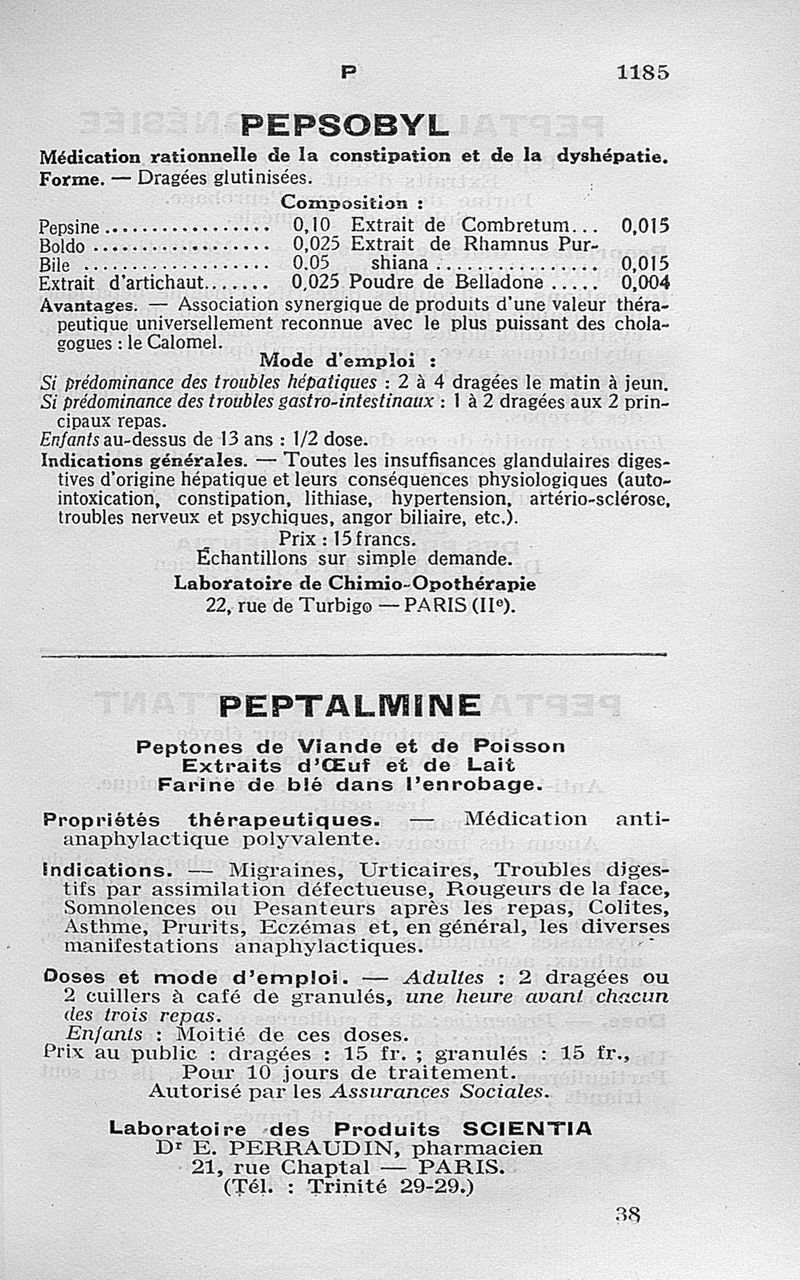 P 1185
PEPSOBYL
Médication rationnelle de la constipation et de la dyshépatie.
Forme. — Dragées glutinisées.
Composition :
Pepsine ................. 0,10 Extrait de Combretum... 0,015
Boldo .................. 0,025 Extrait de Rhamnus Pur-
Bile ................... 0.05 shiana ................ 0,015
Extrait d'artichaut....... 0,025 Poudre de Belladone ..... 0,004
Avantages. — Association synergique de produits d'une valeur théra-
peutique universellement reconnue avec le plus puissant des chola-
gogues : le Calomel.
Mode d'emploi :
Si prédominance des troubles hépatiques : 2 à 4 dragées le matin à jeun.
Si prédominance des troubles gastro-intestinaux : 1 à 2 dragées aux 2 prin-
cipaux repas.
Enfants au-dessus de 13 ans : 1/2 dose.
Indications générales. — Toutes les insuffisances glandulaires diges-
tives d'origine hépatique et leurs conséquences physiologiques (auto-
intoxication, constipation, lithiase, hypertension, artério-sclérose,
troubles nerveux et psychiques, angor biliaire, etc.).
Prix : 15 francs.
Échantillons sur simple demande.
Laboratoire de Chimio-Opothérapie
22, rue de Turbigo — PARIS (IIe).
PEPTALMINE
Peptones de Viande et de Poisson
Extraits d'Œuf et de Lait
Farine de blé dans l'enrobage.
Propriétés thérapeutiques. — Médication anti-
anaphylactique polyvalente.
Indications. — Migraines, Urticaires, Troubles diges-
tifs par assimilation défectueuse, Rougeurs de la face,
Somnolences ou Pesanteurs après les repas, Colites,
Asthme, Prurits, Eczémas et, en général, les diverses
manifestations anaphylactiques.
Doses et mode d'emploi. — Adultes : 2 dragées ou
2 cuillers à café de granulés, une heure avant chacun
des trois repas.
Enfants : Moitié de ces doses.
Prix au public : dragées : 15 fr. ; granulés : 15 fr.,
Pour 10 jours de traitement.
Autorisé par les Assurances Sociales.
Laboratoire des Produits SCIENTIA
Dr E. PERRAUDIN, pharmacien
21, rue Chaptal — PARIS.
(Tél. : Trinité 29-29.)
38